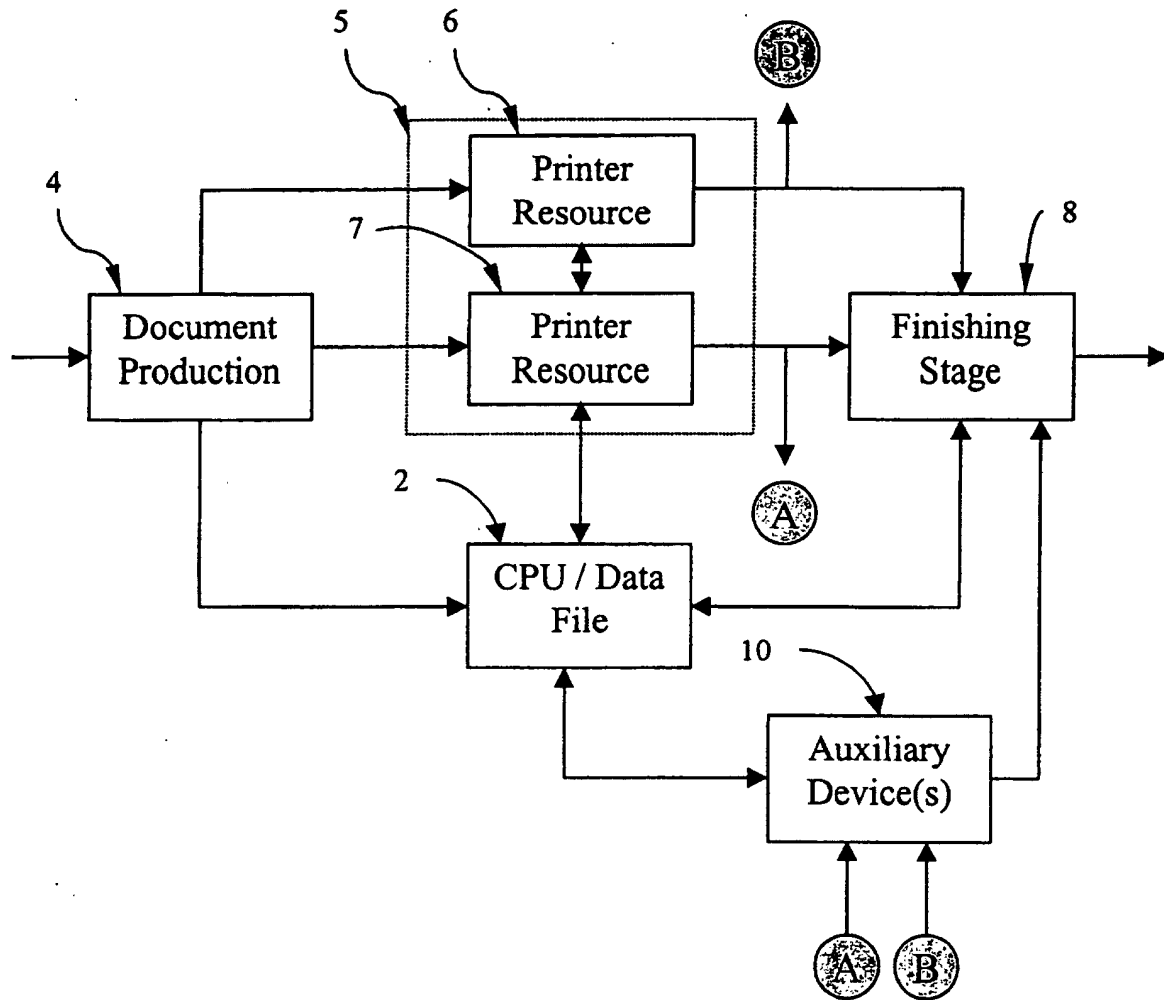 5
6
B
4
Printer
Resource
8
7
Document
Production
Printer
Resource
Finishing
Stage
2
A
CPU / Data
File
10
Auxiliary
Device(s)
A
B